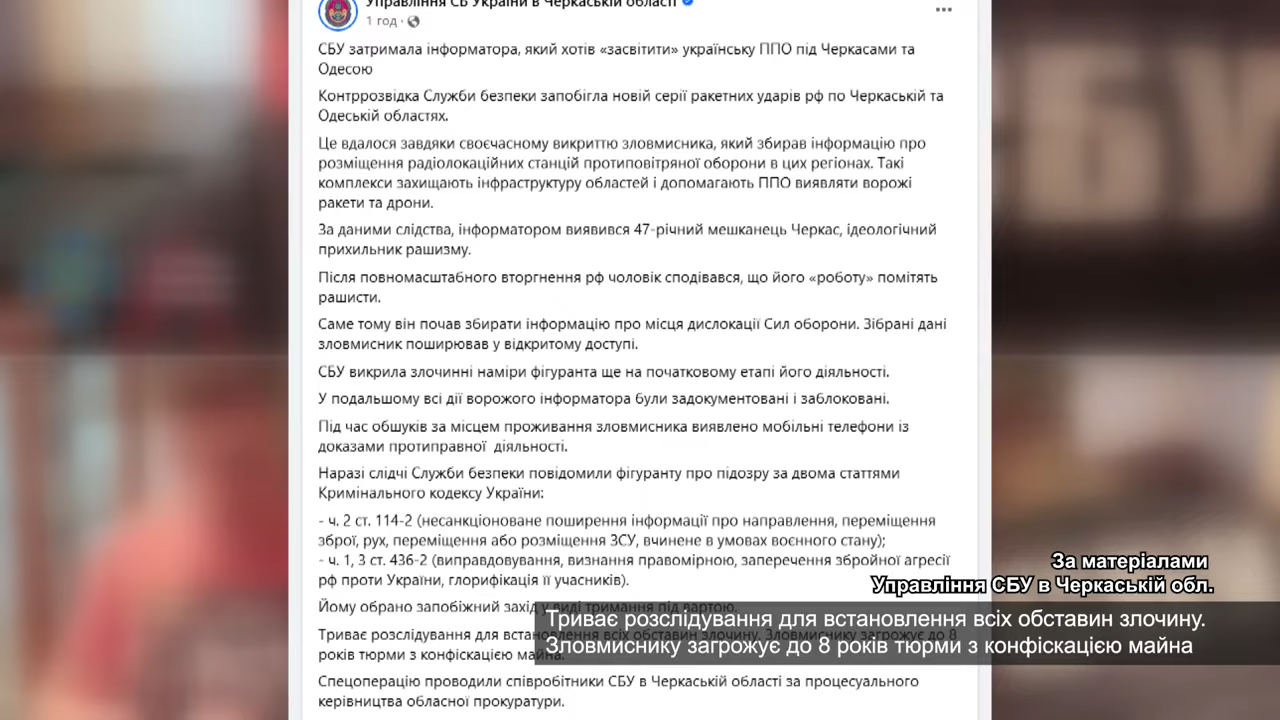 Управління СБ України в Черкаській області
1 год
СБУ затримала інформатора, який хотів «засвітити» українську ППО під Черкасами та
Одесою
Контррозвідка Служби безпеки запобігла новій серії ракетних ударів рф по Черкаській та
Одеській областях.
Це вдалося завдяки своєчасному викриттю зловмисника, який збирав інформацію про
розміщення радіолокаційних станцій протиповітряної оборони в цих регіонах. Такі
комплекси захищають інфраструктуру областей і допомагають ППО виявляти ворожі
ракети та дрони.
За даними слідства, інформатором виявився 47-річний мешканець Черкас, ідеологічний
прихильник рашизму.
Після повномасштабного вторгнення рф чоловік сподівався, що його «роботу» помітять
рашисти.
Саме тому він почав збирати інформацію про місця дислокації Сил оборони. Зібрані дані
зловмисник поширював у відкритому доступі.
СБУ викрила злочинні наміри фігуранта ще на початковому етапі його діяльності.
У подальшому всі дії ворожого інформатора були задокументовані і заблоковані.
Під час обшуків за місцем проживання зловмисника виявлено мобільні телефони із
доказами протиправної діяльності.
Наразі слідчі Служби безпеки повідомили фігуранту про підозру за двома статтями
Кримінального кодексу України:
- ч. 2 ст. 114-2 (несанкціоноване поширення інформації про направлення, переміщення
зброї, рух, переміщення або розміщення ЗСУ, вчинене в умовах воєнного стану);
- ч. 1, 3 ст. 436-2 (виправдовування, визнання правомірною, заперечення збройної агресії
рф проти України, глорифікація її учасників).
Йому обрано запобіжний захід у виді тримання під вартою.
Триває розслідування для встановлення всіх обставин злочину. Зловмиснику загрожує до 8
років тюрми з конфіскацією майна.
Спецоперацію проводили співробітники СБУ в Черкаській області за процесуального
керівництва обласної прокуратури.
За матеріалами
Управління СБУ в Черкаській обл.
Триває розслідування для встановлення всіх обставин злочину.
Зловмиснику загрожує до 8 років тюрми з конфіскацією майна
БУ